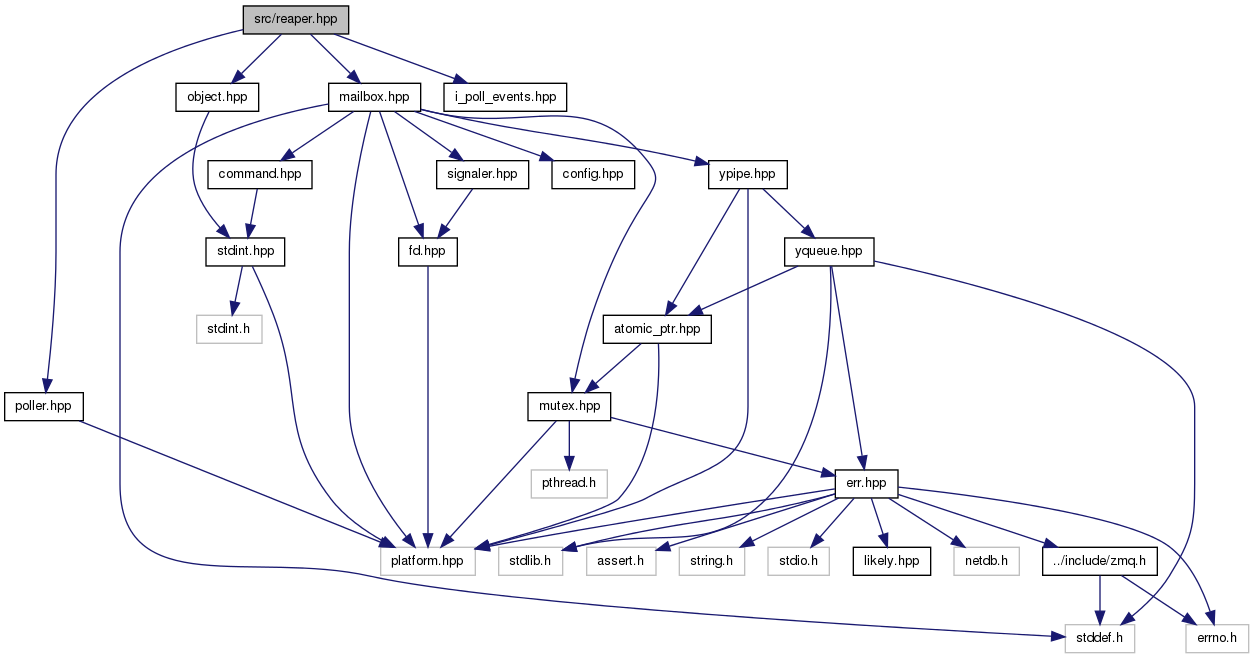 src/reaper.hpp
object.hpp
mailbox.hpp
i_poll_events.hpp
command.hpp
signaler.hpp
config.hpp
ypipe.hpp
stdint.hpp
fd.hpp
yqueue.hpp
stdint.h
atomic_ptr.hpp
poller.hpp
mutex.hpp
pthread.h
err.hpp
platform.hpp
stdlib.h
assert.h
string.h
stdio.h
likely.hpp
netdb.h
../include/zmq.h
stddef.h
errno.h